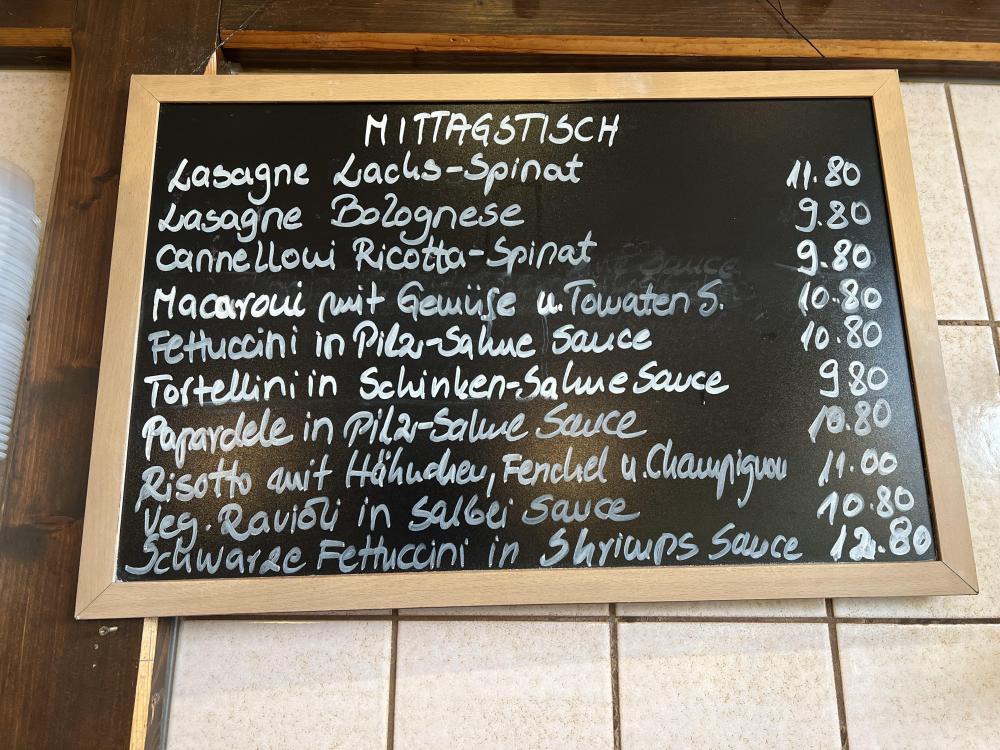 MITTAGSTISCH
Lasagne Lachs-Spinat 11.80
Lasagne Bolognese 9.80
Cannelloni Ricotta-Spinat 9.80
Macaroni mit Gemüse u. Tomaten S. 10.80
Fettuccini in Pilz-Sahne Sauce 10.80
Tortellini in Schinken-Sahne Sauce 9.80
Papardele in Pilz-Sahne Sauce 10.80
Risotto mit Hähnchen, Fenchel u. Champignon 11.00
Veg. Ravioli in Salbei Sauce 10.80
Schwarze Fettuccini in Shrimps Sauce 12.80